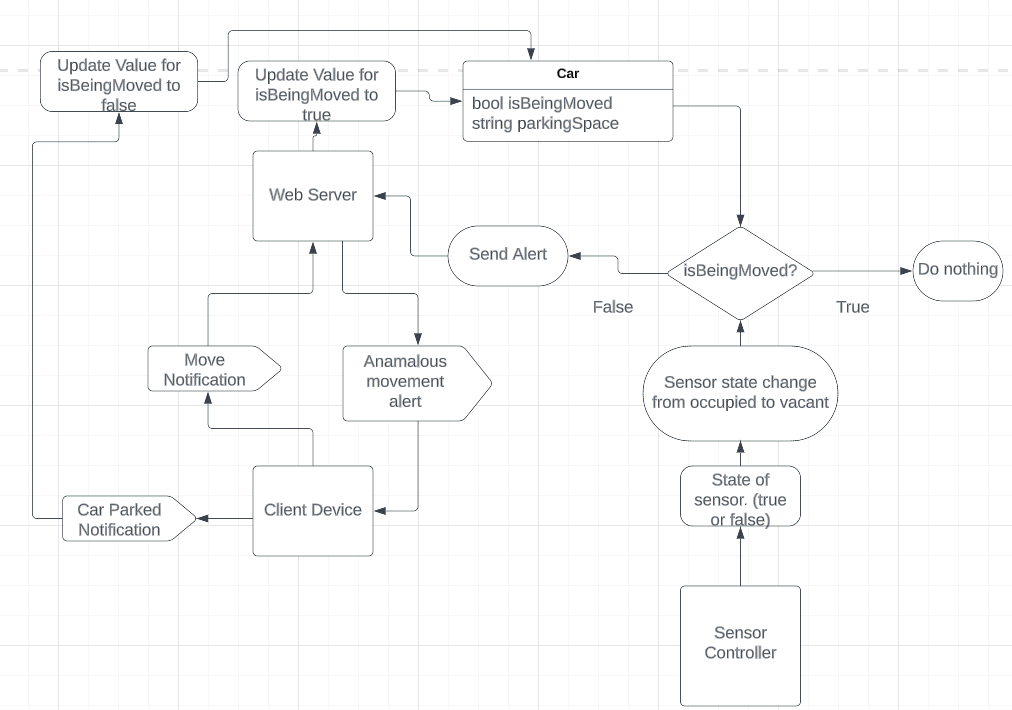 Update Value for
isBeingMoved to
false
Update Value for
isBeingMoved to
true
Car
bool isBeingMoved
string parkingSpace
Web Server
Send Alert
isBeingMoved?
Do nothing
False
True
Move
Notification
Anamalous
movement
alert
Sensor state change
from occupied to vacant
Client Device
Car Parked
Notification
State of
sensor. (true
or false)
Sensor
Controller